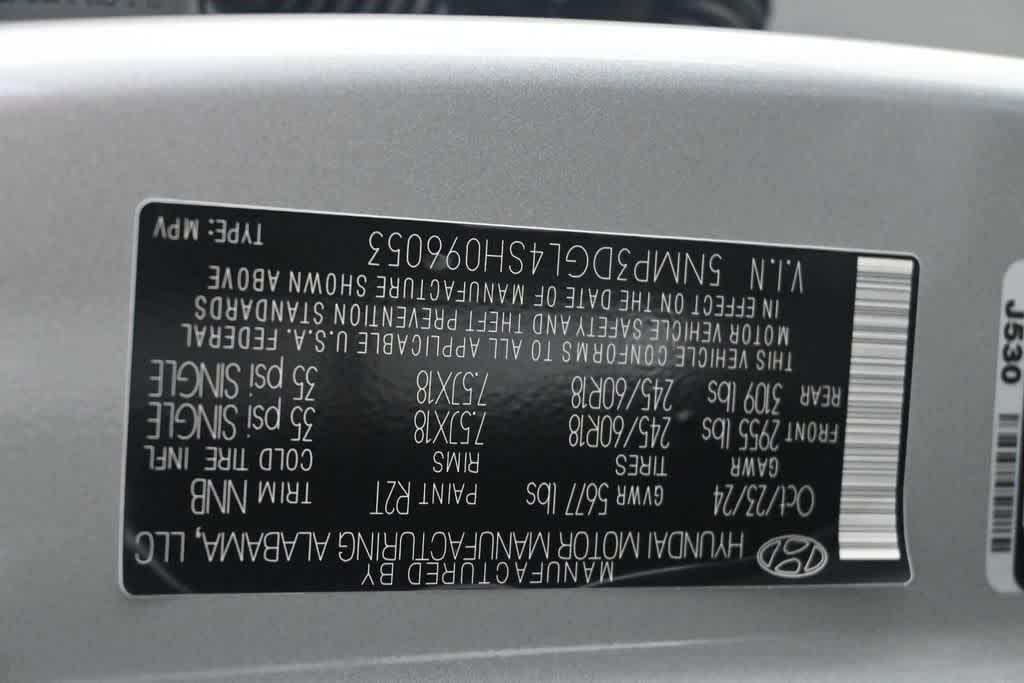 MANUFACTURED BY
HYUNDAI MOTOR MANUFACTURING ALABAMA, LLC
Oct/23/24 GVWR 5677 lbs PAINT R2T TRIM NNB
GAWR TIRES RIMS COLD TIRE INFL
FRONT 2955 lbs 245/60R18 7.5JX18 35 psi SINGLE
REAR 3109 lbs 245/60R18 7.5JX18 35 psi SINGLE
THIS VEHICLE CONFORMS TO ALL APPLICABLE U.S.A. FEDERAL
MOTOR VEHICLE SAFETY AND THEFT PREVENTION STANDARDS
IN EFFECT ON THE DATE OF MANUFACTURE SHOWN ABOVE
V.I.N 5NMP3DGL4SH096053 TYPE: MPV
J530